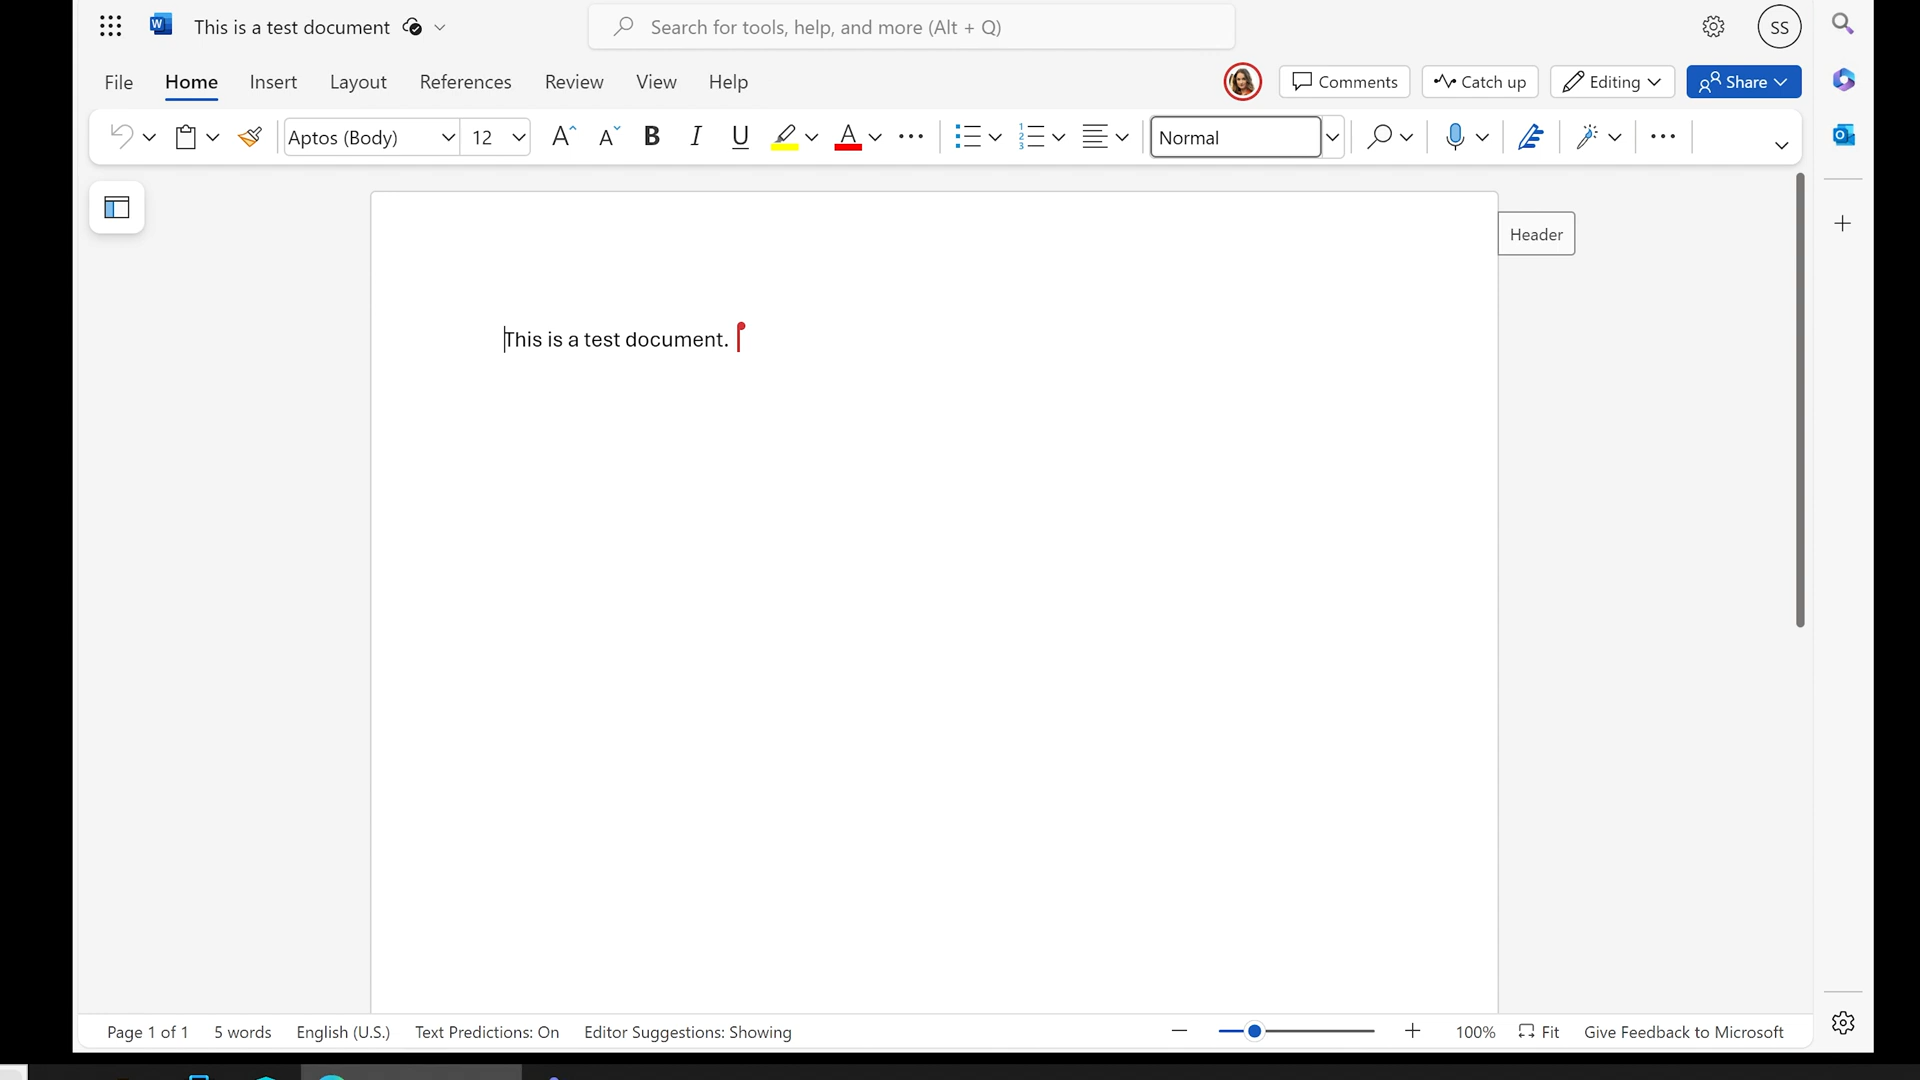 This is a test document
Search for tools, help, and more (Alt + Q)
SS
File Home Insert Layout References Review View Help
Comments Catch up Editing Share
Aptos (Body) 12 Normal
Header
This is a test document.
Page 1 of 1 5 words English (U.S.) Text Predictions: On Editor Suggestions: Showing 100% Fit Give Feedback to Microsoft